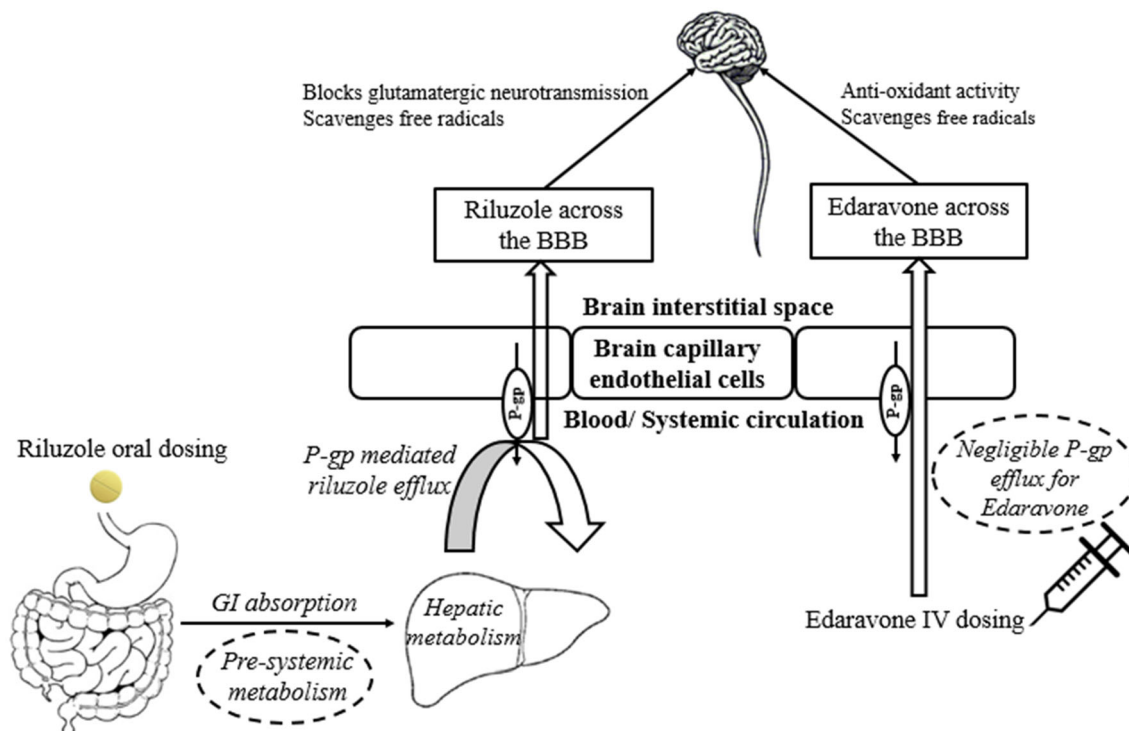 Blocks glutamatergic neurotransmission
Scavenges free radicals
Anti-oxidant activity
Scavenges free radicals
Riluzole across
the BBB
Edaravone across
the BBB
Brain interstitial space
Brain capillary
endothelial cells
P-gp
P-gp
Blood/ Systemic circulation
Riluzole oral dosing
P-gp mediated
riluzole efflux
Negligible P-gp
efflux for
Edaravone
GI absorption
Pre-systemic
metabolism
Hepatic
metabolism
Edaravone IV dosing